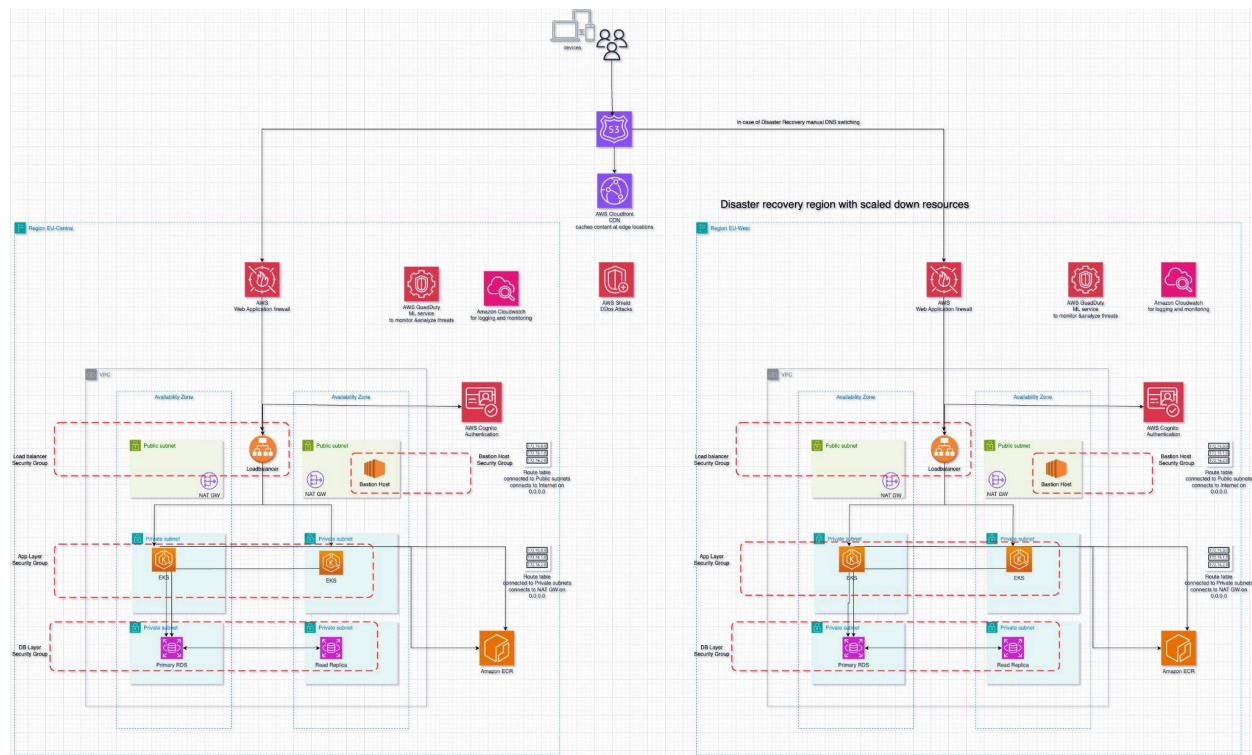 devices
53
In case of Disaster Recovery manual DNS switching
AWS Cloudfront
CDN
caches content at edge locations
Disaster recovery region with scaled down resources
Region EU-Central
AWS
Web Application firewall
AWS GuadDuty
ML service
to monitor &analyze threats
Amazon Cloudwatch
for logging and monitoring
AWS Shield
DDos Attacks
VPC
Availability Zone
Availability Zone
AWS Cognito
Authentication
Load balancer
Security Group
Public subnet
Loadbalancer
NAT GW
Public subnet
NAT GW
Bastion Host
Bastion Host
Security Group
Route table
connected to Public subnets
connects to Internet on
0.0.0.0
App Layer
Security Group
Private subnet
EKS
Private subnet
EKS
Route table
connected to Private subnets
connects to NAT GW on
0.0.0.0
DB Layer
Security Group
Private subnet
Primary RDS
Private subnet
Read Replica
Amazon ECR
Region EU-West
AWS
Web Application firewall
AWS GuadDuty
ML service
to monitor &analyze threats
Amazon Cloudwatch
for logging and monitoring
VPC
Availability Zone
Availability Zone
AWS Cognito
Authentication
Load balancer
Security Group
Public subnet
Loadbalancer
NAT GW
Public subnet
NAT GW
Bastion Host
Bastion Host
Security Group
Route table
connected to Public subnets
connects to Internet on
0.0.0.0
App Layer
Security Group
Private subnet
EKS
Private subnet
EKS
Route table
connected to Private subnets
connects to NAT GW on
0.0.0.0
DB Layer
Security Group
Private subnet
Primary RDS
Private subnet
Read Replica
Amazon ECR